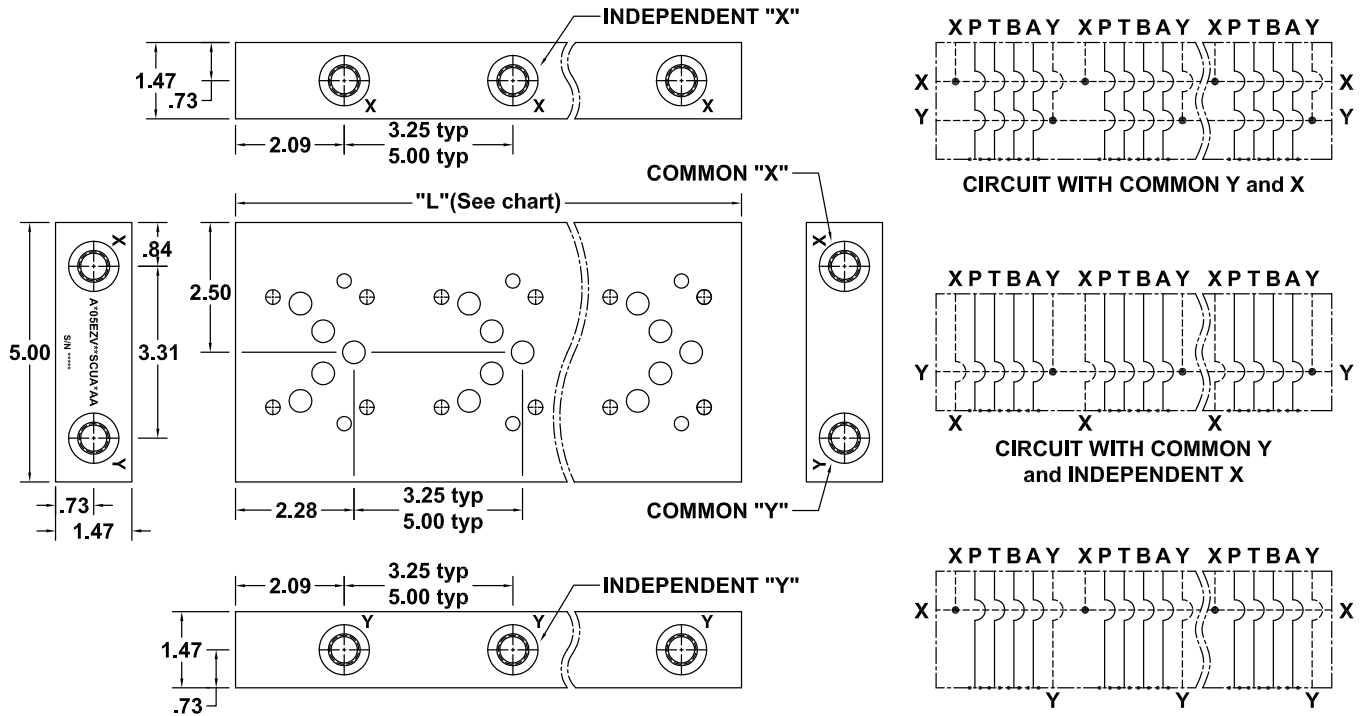 INDEPENDENT "X"
1.47
.73
X X X
2.09
3.25 typ
5.00 typ
COMMON "X"
"L"(See chart)
X
.84
2.50
5.00
A*05EZV**SCUA*AA
S/N *****
3.31
Y
.73
1.47
2.28
3.25 typ
5.00 typ
X
Y
COMMON "Y"
2.09
3.25 typ
5.00 typ
INDEPENDENT "Y"
Y Y Y
1.47
.73
X P T B A Y X P T B A Y X P T B A Y
X X
Y Y
CIRCUIT WITH COMMON Y and X
X P T B A Y X P T B A Y X P T B A Y
Y Y
X X X
CIRCUIT WITH COMMON Y
and INDEPENDENT X
X P T B A Y X P T B A Y X P T B A Y
X X
Y Y Y